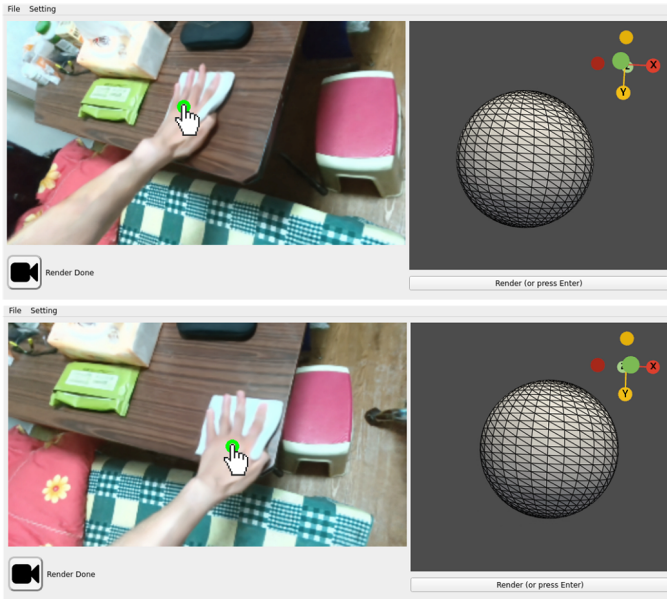 File Setting
X
Z
Y
Render Done
Render (or press Enter)
File Setting
Z
X
Y
Render Done
Render (or press Enter)